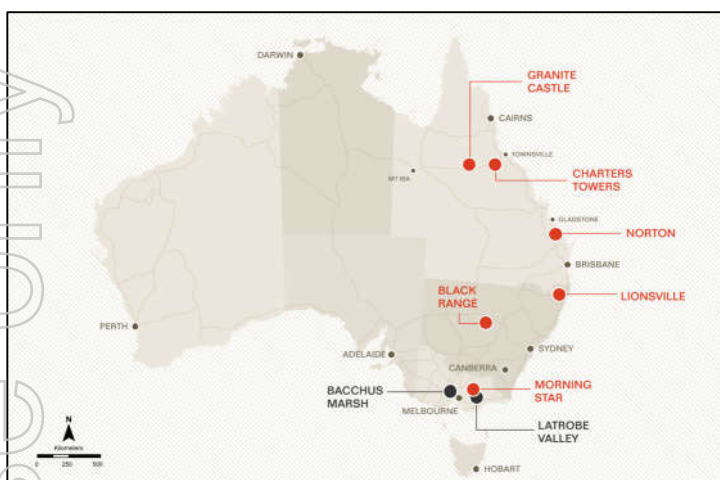 DARWIN
GRANITE
CASTLE
CAIRNS
TOWNSVILLE
MT ISA
CHARTERS
TOWERS
GLADSTONE
NORTON
BRISBANE
BLACK
RANGE
LIONSVILLE
PERTH
ADELAIDE
SYDNEY
CANBERRA
BACCHUS
MARSH
MORNING
STAR
MELBOURNE
LATROBE
VALLEY
N
Kilometers
0 250 500
HOBART